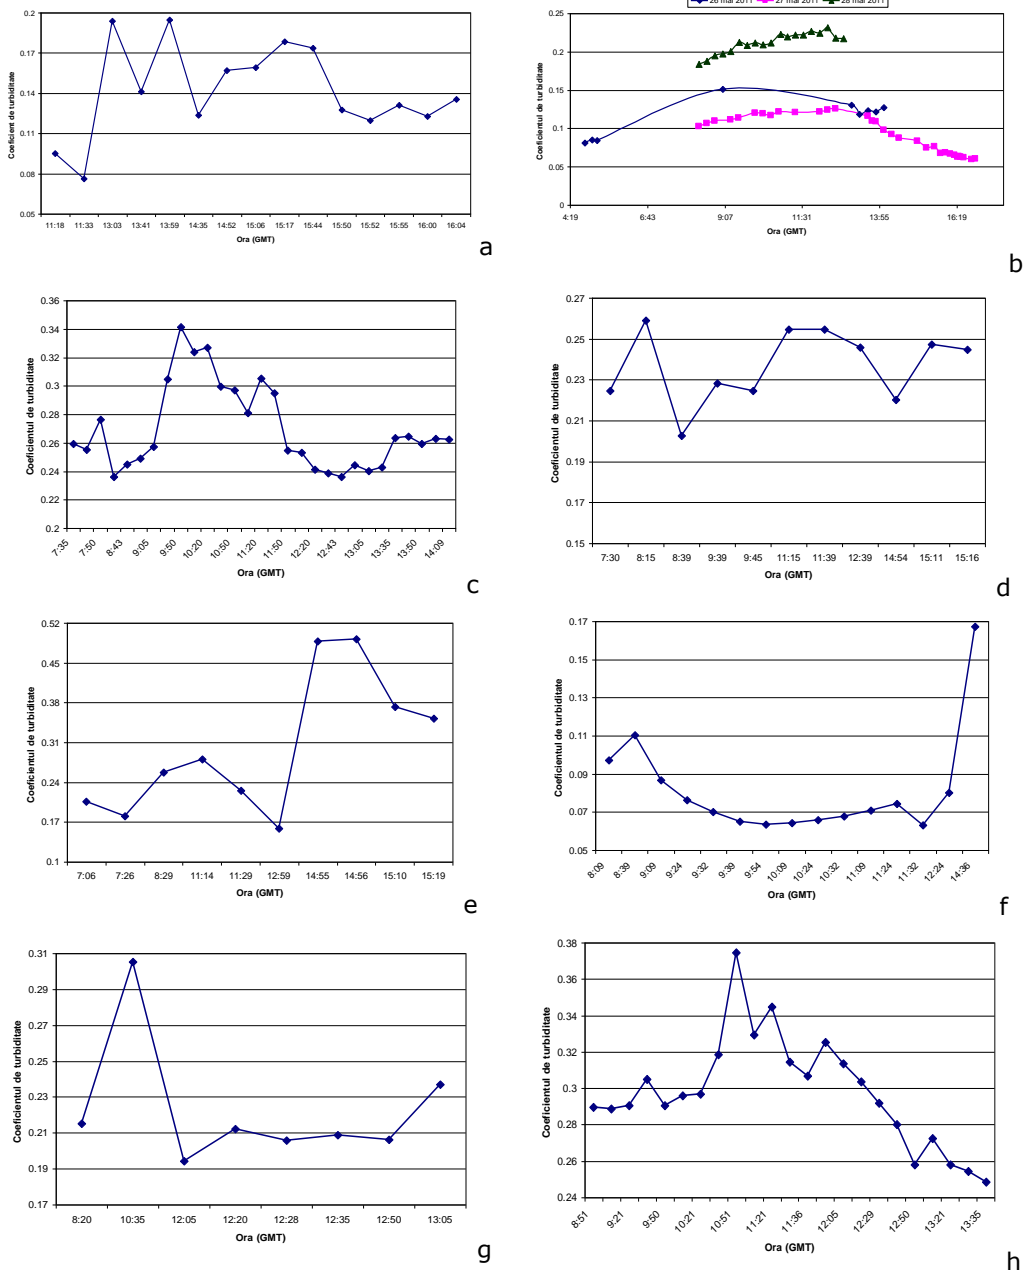 0.2
0.17
0.14
0.11
0.08
0.05
Coeficient de turbiditate
11:18 11:33 13:03 13:41 13:59 14:35 14:52 15:06 15:17 15:44 15:50 15:52 15:55 16:00 16:04
Ora (GMT)
a
26 mai 2011 27 mai 2011 28 mai 2011
0.25
0.2
0.15
0.1
0.05
0
Coeficientul de turbiditate
4:19 6:43 9:07 11:31 13:55 16:19
Ora (GMT)
b
0.36
0.34
0.32
0.3
0.28
0.26
0.24
0.22
0.2
Coeficientul de turbiditate
7:35 7:50 8:43 9:05 9:50 10:20 10:50 11:20 11:50 12:20 12:43 13:05 13:35 13:50 14:09
Ora (GMT)
c
0.27
0.25
0.23
0.21
0.19
0.17
0.15
Coeficientul de turbiditate
7:30 8:15 8:39 9:39 9:45 11:15 11:39 12:39 14:54 15:11 15:16
Ora (GMT)
d
0.52
0.45
0.38
0.31
0.24
0.17
0.1
Coeficientul de turbiditate
7:06 7:26 8:29 11:14 11:29 12:59 14:55 14:56 15:10 15:19
Ora (GMT)
e
0.17
0.15
0.13
0.11
0.09
0.07
0.05
Coeficientul de turbiditate
8:09 8:39 9:09 9:24 9:32 9:39 9:54 10:09 10:24 10:32 11:09 11:24 11:32 12:24 14:36
Ora (GMT)
f
0.31
0.29
0.27
0.25
0.23
0.21
0.19
0.17
Coeficientul de turbiditate
8:20 10:35 12:05 12:20 12:28 12:35 12:50 13:05
Ora (GMT)
g
0.38
0.36
0.34
0.32
0.3
0.28
0.26
0.24
Coeficientul de turbiditate
8:51 9:21 9:50 10:21 10:51 11:21 11:36 12:05 12:29 12:50 13:21 13:35
Ora (GMT)
h